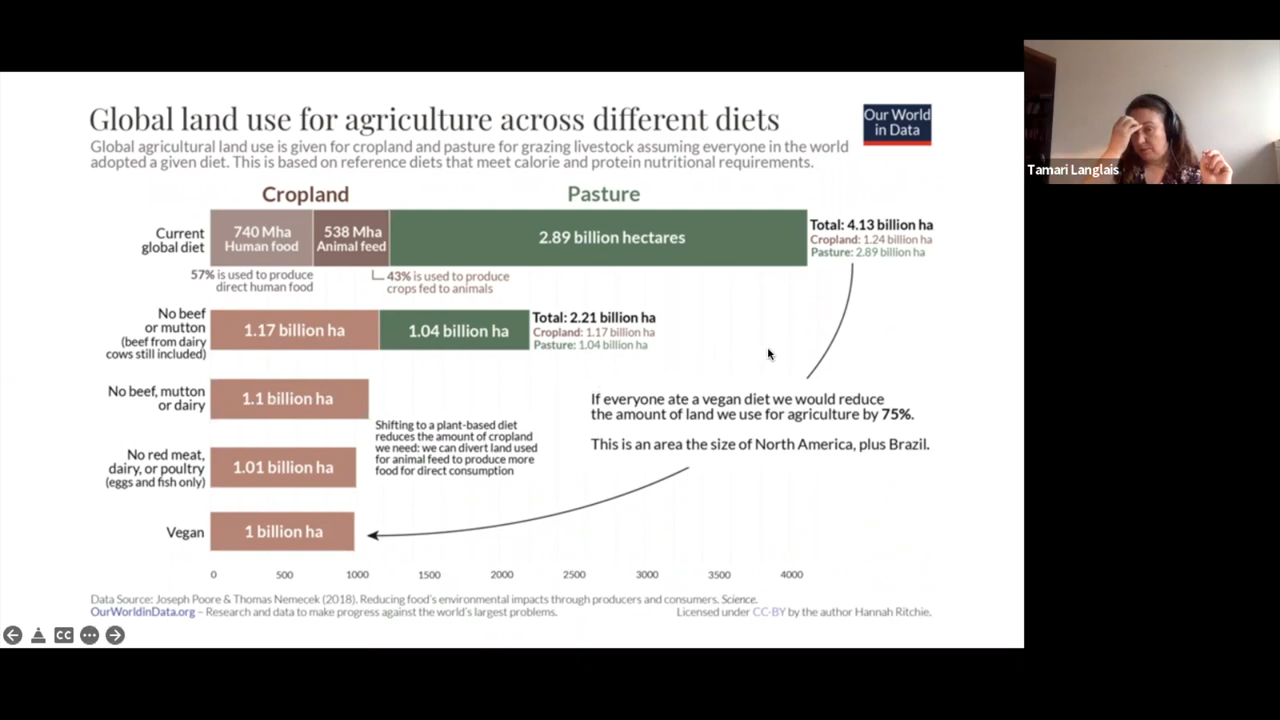 Global land use for agriculture across different diets
Our World
in Data
Global agricultural land use is given for cropland and pasture for grazing livestock assuming everyone in the world
adopted a given diet. This is based on reference diets that meet calorie and protein nutritional requirements.
Tamari Langlais
Cropland
Pasture
Current
global diet
740 Mha
Human food
538 Mha
Animal feed
2.89 billion hectares
Total: 4.13 billion ha
Cropland: 1.24 billion ha
Pasture: 2.89 billion ha
57% is used to produce
direct human food
43% is used to produce
crops fed to animals
No beef
or mutton
(beef from dairy
cows still included)
1.17 billion ha
1.04 billion ha
Total: 2.21 billion ha
Cropland: 1.17 billion ha
Pasture: 1.04 billion ha
No beef, mutton
or dairy
1.1 billion ha
If everyone ate a vegan diet we would reduce
the amount of land we use for agriculture by 75%.
This is an area the size of North America, plus Brazil.
Shifting to a plant-based diet
reduces the amount of cropland
we need: we can divert land used
for animal feed to produce more
food for direct consumption
No red meat,
dairy, or poultry
(eggs and fish only)
1.01 billion ha
Vegan
1 billion ha
0 500 1000 1500 2000 2500 3000 3500 4000
Data Source: Joseph Poore & Thomas Nemecek (2018). Reducing food's environmental impacts through producers and consumers. Science.
OurWorldinData.org – Research and data to make progress against the world's largest problems.
Licensed under CC-BY by the author Hannah Ritchie.
CC